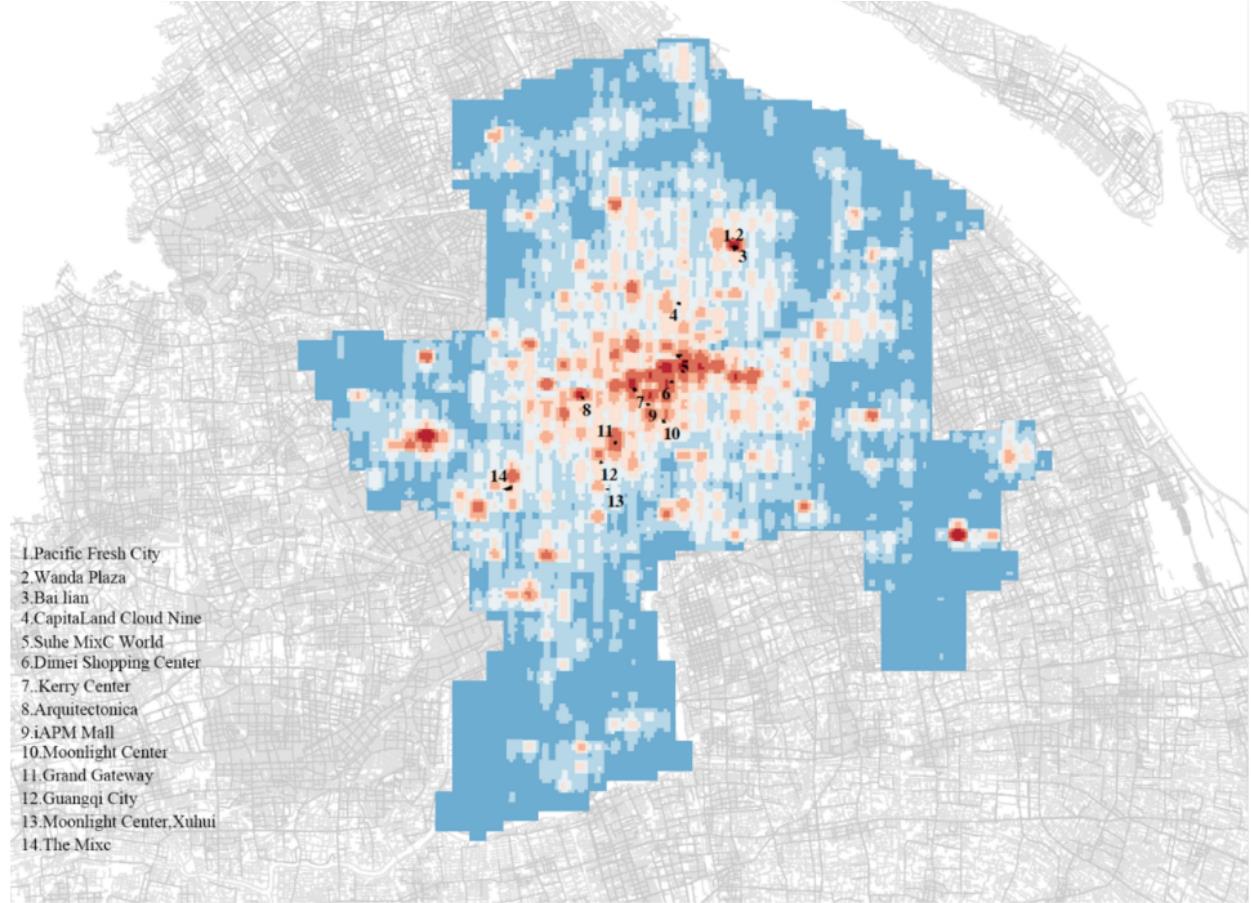 1.2
3
4
5
6
7
8
9
10
11
12
13
14
1.Pacific Fresh City
2.Wanda Plaza
3.Bai lian
4.CapitaLand Cloud Nine
5.Suhe MixC World
6.Dimei Shopping Center
7..Kerry Center
8.Arquitectonica
9.iAPM Mall
10.Moonlight Center
11.Grand Gateway
12.Guangqi City
13.Moonlight Center,Xuhui
14.The Mixc